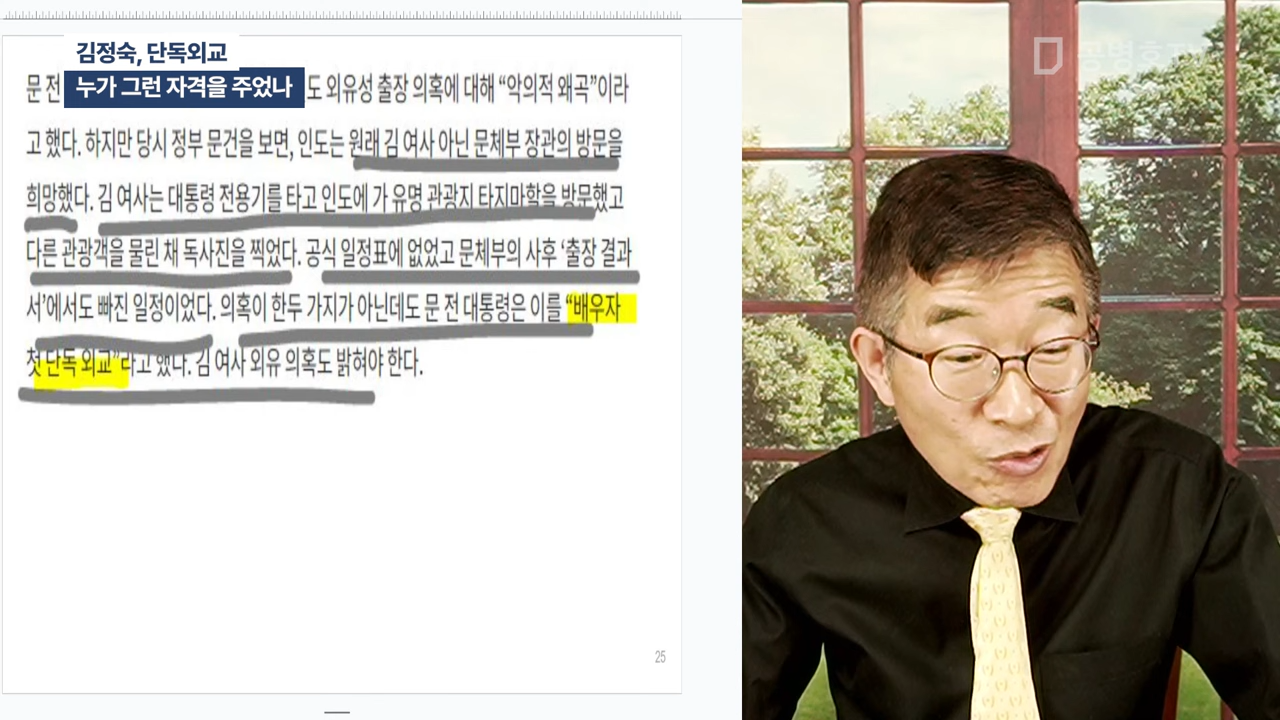 김정숙, 단독외교
누가 그런 자격을 주었나
문 전
도 외유성 출장 의혹에 대해 “악의적 왜곡”이라
고 했다. 하지만 당시 정부 문건을 보면, 인도는 원래 김 여사 아닌 문체부 장관의 방문을
희망했다. 김 여사는 대통령 전용기를 타고 인도에 가 유명 관광지 타지마할을 방문했고
다른 관광객을 물린 채 독사진을 찍었다. 공식 일정표에 없었고 문체부의 사후 ‘출장 결과
서’에서도 빠진 일정이었다. 의혹이 한두 가지가 아닌데도 문 전 대통령은 이를 “배우자
첫 단독 외교”라고 했다. 김 여사 외유 의혹도 밝혀야 한다.
25